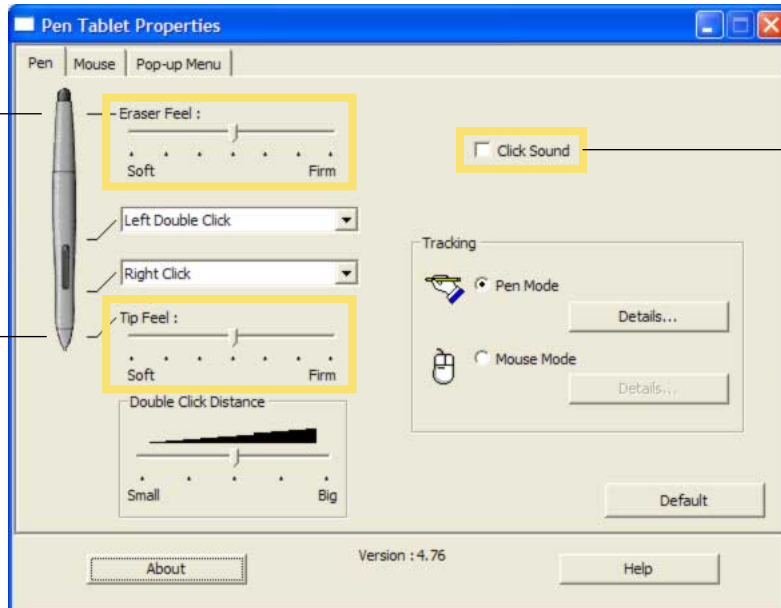 Pen Tablet Properties
Pen Mouse Pop-up Menu
Eraser Feel :
Soft Firm
Click Sound
Left Double Click
Right Click
Tip Feel :
Soft Firm
Double Click Distance
Small Big
Tracking
Pen Mode
Details...
Mouse Mode
Details...
Default
About
Version : 4.76
Help